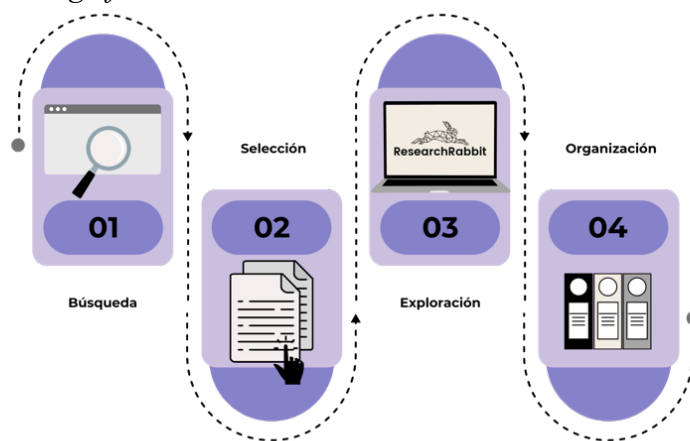 Selección
Organización
ResearchRabbit
01
02
03
04
Búsqueda
Exploración